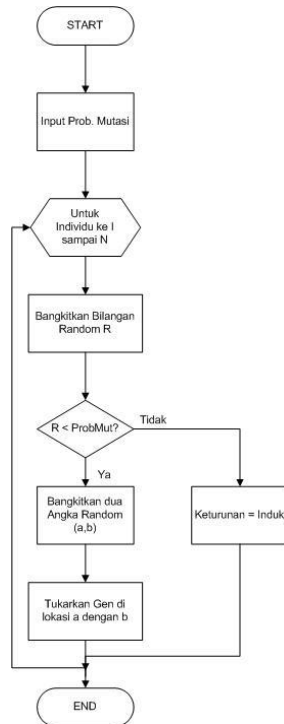 START
Input Prob. Mutasi
Untuk
Individu ke I
sampai N
Bangkitkan Bilangan
Random R
R < ProbMut?
Tidak
Ya
Bangkitkan dua
Angka Random
(a,b)
Keturunan = Induk
Tukarkan Gen di
lokasi a dengan b
END